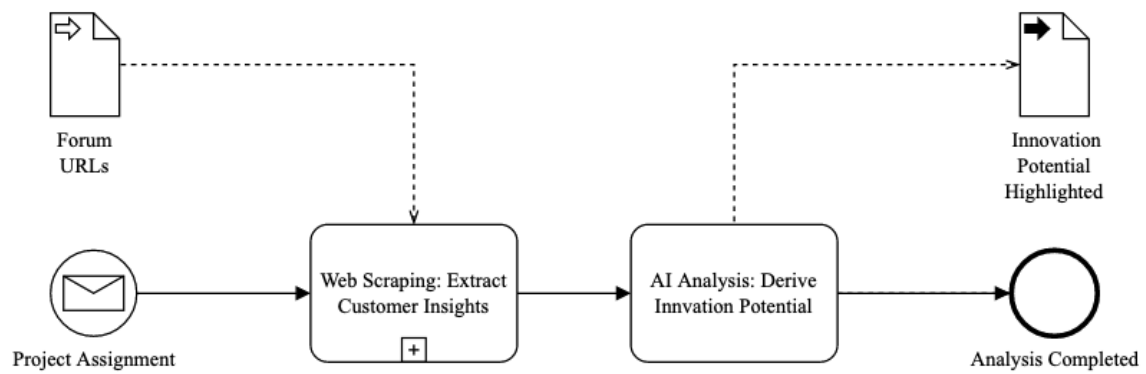 Forum
URLs
Innovation
Potential
Highlighted
Web Scraping: Extract
Customer Insights
AI Analysis: Derive
Innvation Potential
Project Assignment
Analysis Completed